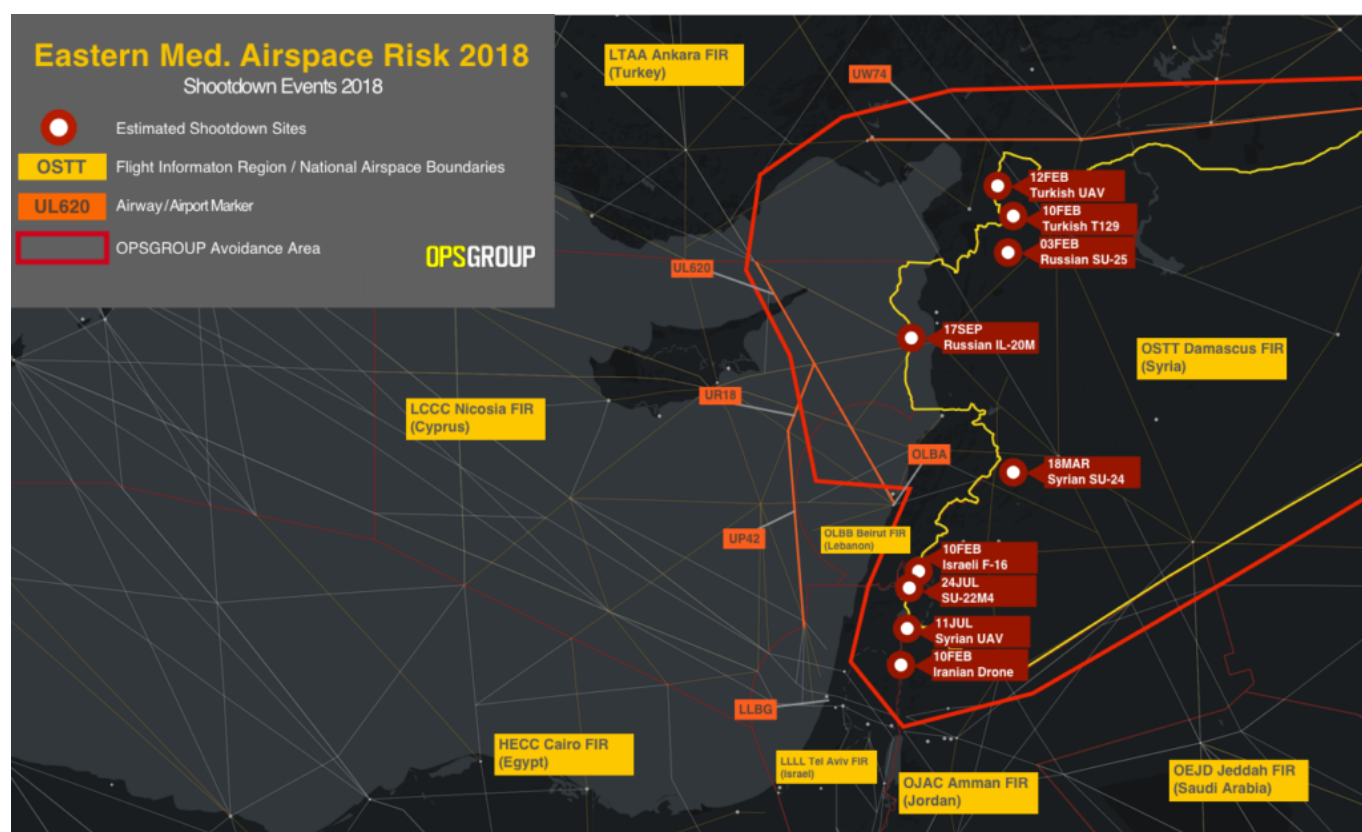 Eastern Med. Airspace Risk 2018
Shootdown Events 2018
Estimated Shootdown Sites
OSTT
Flight Informaton Region / National Airspace Boundaries
UL620
Airway/Airport Marker
OPSGROUP Avoidance Area
OPSGROUP
LTAA Ankara FIR
(Turkey)
UW74
12FEB
Turkish UAV
10FEB
Turkish T129
03FEB
Russian SU-25
UL620
17SEP
Russian IL-20M
OSTT Damascus FIR
(Syria)
UR18
LCCC Nicosia FIR
(Cyprus)
OLBA
18MAR
Syrian SU-24
UP42
OLBB Beirut FIR
(Lebanon)
10FEB
Israeli F-16
24JUL
SU-22M4
11JUL
Syrian UAV
10FEB
Iranian Drone
LLBG
HECC Cairo FIR
(Egypt)
LLLL Tel Aviv FIR
(Israel)
OJAC Amman FIR
(Jordan)
OEJD Jeddah FIR
(Saudi Arabia)